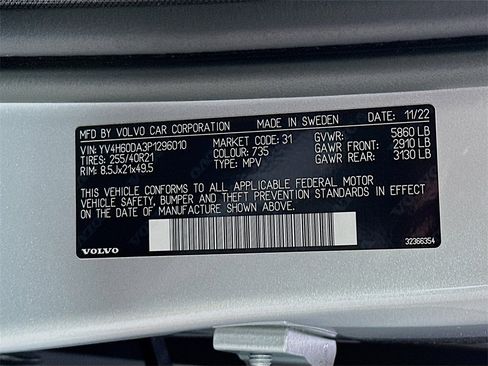 MFD BY VOLVO CAR CORPORATION MADE IN SWEDEN 11/22
VIN: YV4H60DA3P1296010 MARKET CODE: 31 GVWR: 5860 LB
TIRES: 255/40R21 COLOUR: 735 GAWR FRONT: 2910 LB
RIM: 8.5Jx21x49.5 TYPE: MPV GAWR REAR: 3130 LB
THIS VEHICLE CONFORMS TO ALL APPLICABLE FEDERAL MOTOR
VEHICLE SAFETY, BUMPER AND THEFT PREVENTION STANDARDS IN EFFECT
ON THE DATE OF MANUFACTURE SHOWN ABOVE.
VOLVO 32366354